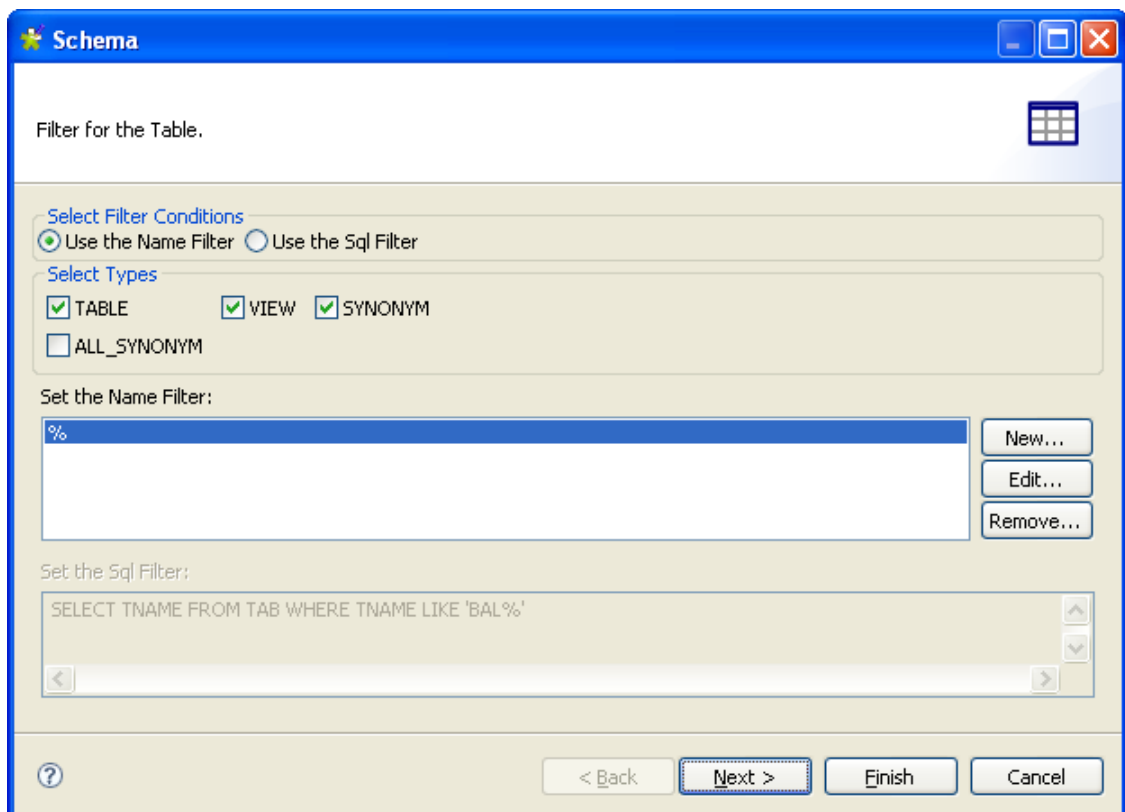 Schema
Filter for the Table.
Select Filter Conditions
Use the Name Filter Use the Sql Filter
Select Types
TABLE VIEW SYNONYM
ALL_SYNONYM
Set the Name Filter:
%
New...
Edit...
Remove...
Set the Sql Filter:
SELECT TNAME FROM TAB WHERE TNAME LIKE 'BAL%'
? < Back Next > Finish Cancel